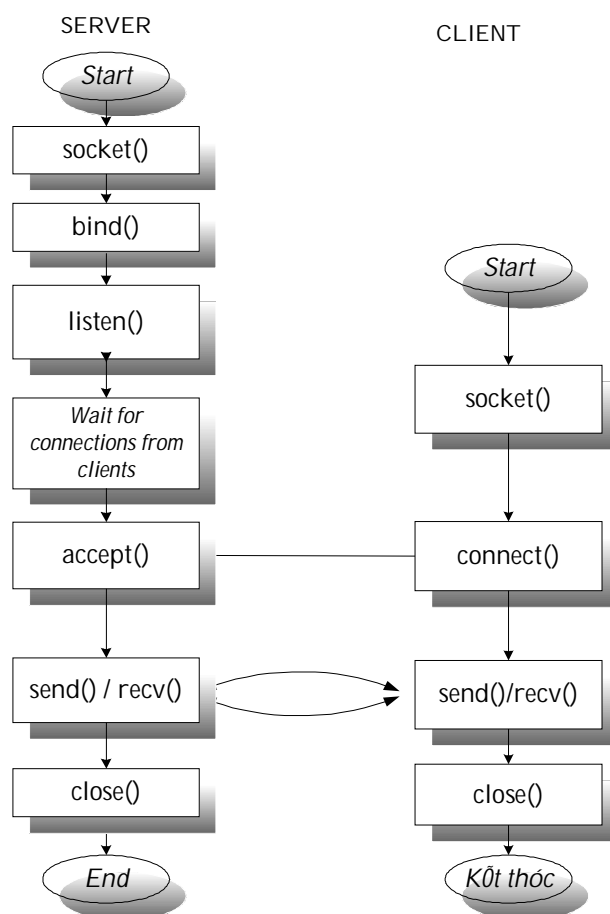 SERVER
Start
socket()
bind()
listen()
Wait for
connections from
clients
accept()
send() / recv()
close()
End
CLIENT
Start
socket()
connect()
send()/recv()
close()
KÕt thóc